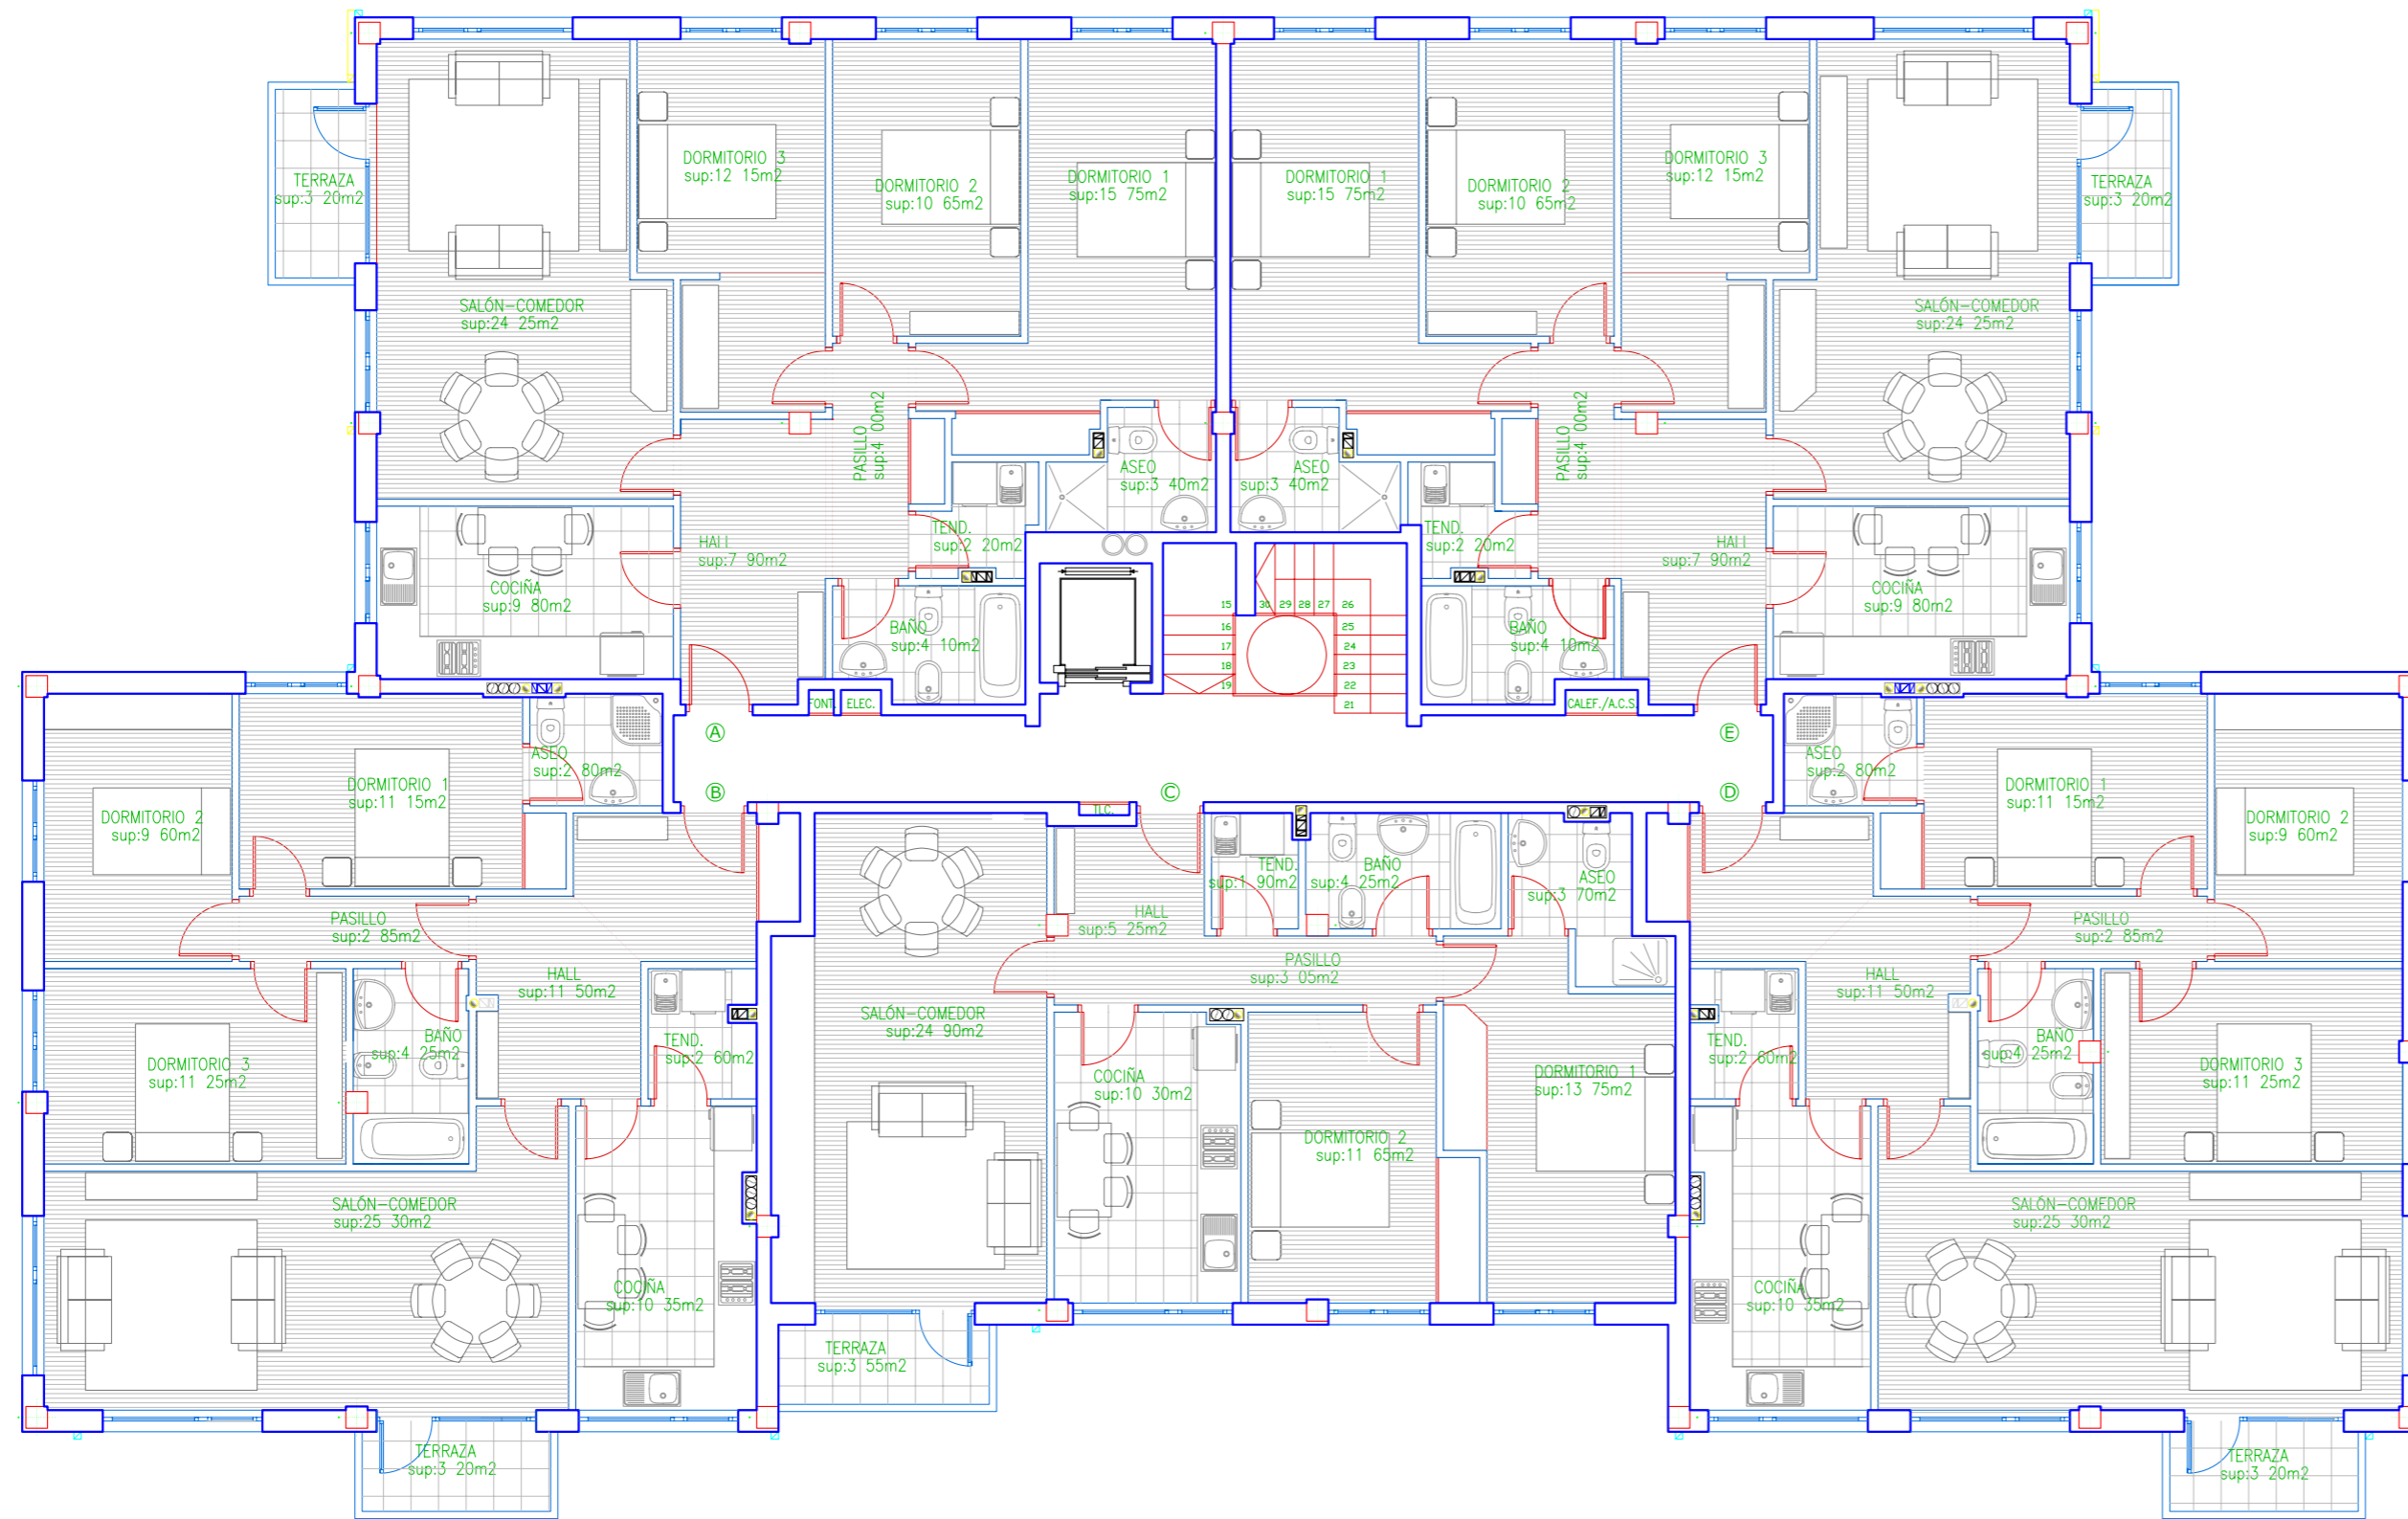 DORMITORIO 3
sup:12 15m2
DORMITORIO 2
sup:10 65m2
DORMITORIO 1
sup:15 75m2
DORMITORIO 1
sup:15 75m2
DORMITORIO 2
sup:10 65m2
DORMITORIO 3
sup:12 15m2
TERRAZA
sup:3 20m2
TERRAZA
sup:3 20m2
SALÓN-COMEDOR
sup:24 25m2
SALÓN-COMEDOR
sup:24 25m2
PASILLO
sup:4 00m2
PASILLO
sup:4 00m2
ASEO
sup:3 40m2
ASEO
sup:3 40m2
TEND.
sup:2 20m2
TEND.
sup:2 20m2
HALL
sup:7 90m2
HALL
sup:7 90m2
COCIÑA
sup:9 80m2
COCIÑA
sup:9 80m2
BAÑO
sup:4 10m2
BAÑO
sup:4 10m2
15
16
17
18
19
30 29 28 27 26
25
24
23
22
21
FONT.
ELEC.
CALEF./A.C.S.
A
E
B
C
D
TLC.
ASEO
sup:2 80m2
DORMITORIO 1
sup:11 15m2
DORMITORIO 2
sup:9 60m2
ASEO
sup:2 80m2
DORMITORIO 1
sup:11 15m2
DORMITORIO 2
sup:9 60m2
TEND.
sup:1 90m2
BAÑO
sup:4 25m2
ASEO
sup:3 70m2
PASILLO
sup:2 85m2
HALL
sup:5 25m2
PASILLO
sup:2 85m2
PASILLO
sup:3 05m2
HALL
sup:11 50m2
HALL
sup:11 50m2
SALÓN-COMEDOR
sup:24 90m2
BAÑO
sup:4 25m2
TEND.
sup:2 60m2
TEND.
sup:2 60m2
BAÑO
sup:4 25m2
DORMITORIO 3
sup:11 25m2
COCIÑA
sup:10 30m2
DORMITORIO 1
sup:13 75m2
DORMITORIO 3
sup:11 25m2
DORMITORIO 2
sup:11 65m2
SALÓN-COMEDOR
sup:25 30m2
SALÓN-COMEDOR
sup:25 30m2
COCIÑA
sup:10 35m2
COCIÑA
sup:10 35m2
TERRAZA
sup:3 55m2
TERRAZA
sup:3 20m2
TERRAZA
sup:3 20m2